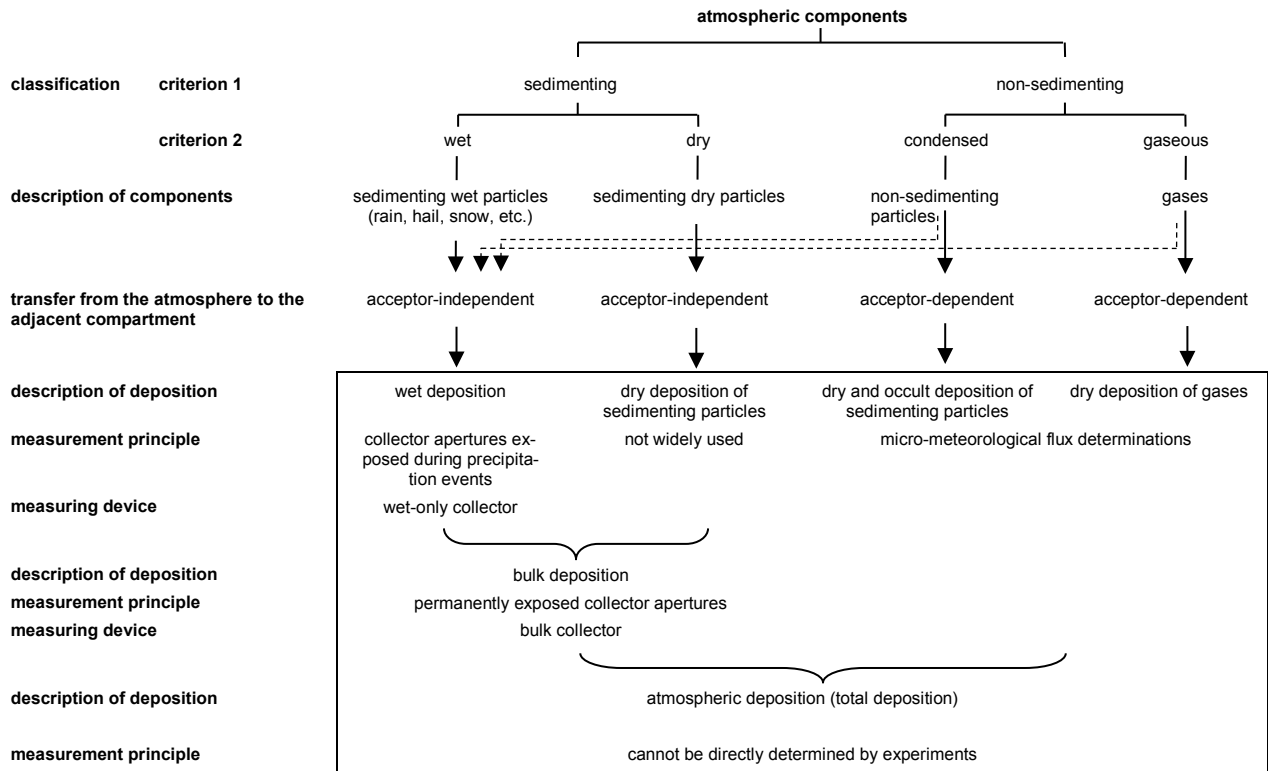 atmospheric components
classification criterion 1 sedimenting non-sedimenting
criterion 2 wet dry condensed gaseous
description of components sedimenting wet particles sedimenting dry particles non-sedimenting gases
(rain, hail, snow, etc.) particles
transfer from the atmosphere to the acceptor-independent acceptor-independent acceptor-dependent acceptor-dependent
adjacent compartment
description of deposition wet deposition dry deposition of dry and occult deposition of dry deposition of gases
sedimenting particles sedimenting particles
measurement principle collector apertures ex- not widely used micro-meteorological flux determinations
posed during precipita-
tion events
measuring device wet-only collector
description of deposition bulk deposition
measurement principle permanently exposed collector apertures
measuring device bulk collector
description of deposition atmospheric deposition (total deposition)
measurement principle cannot be directly determined by experiments